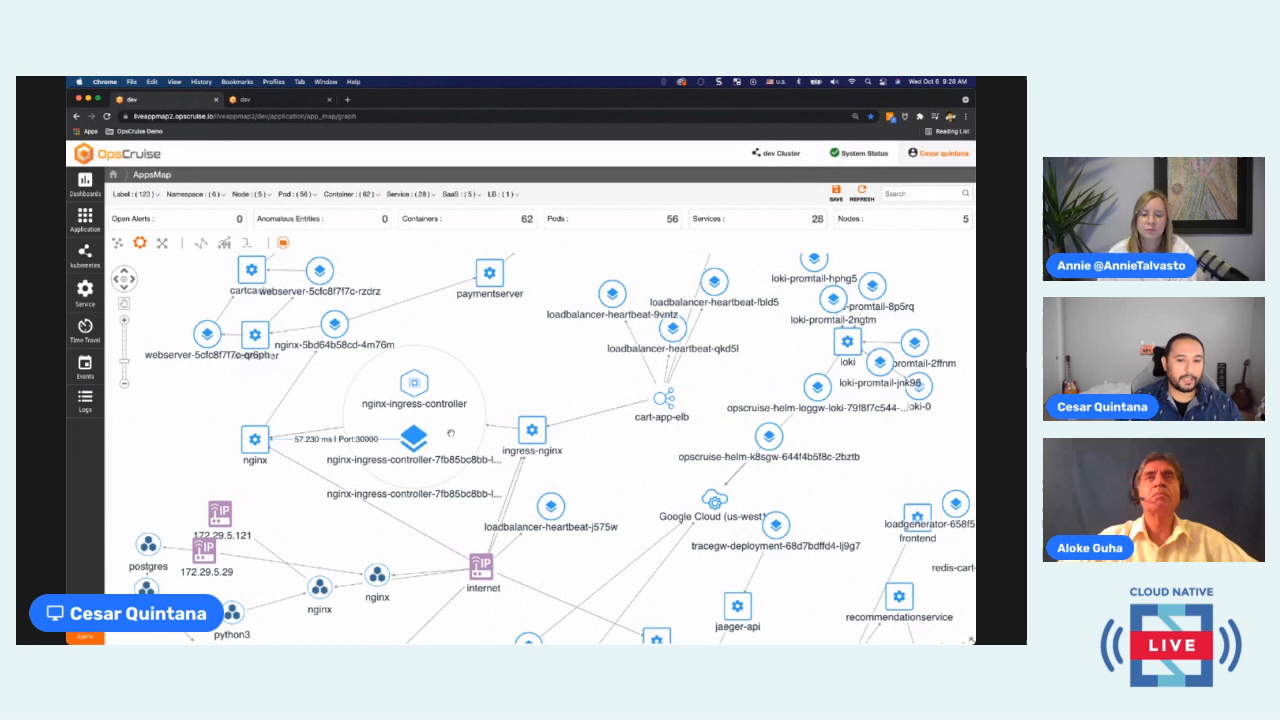 Chrome File Edit View History Bookmarks Profiles Tab Window Help
U.S. Wed Oct 6 9:28 AM
dev
dev
liveappmap2.opscruise.io/liveappmap2/dev/application/app_map/graph
Apps OpsCruise Demo Reading List
OpsCruise dev Cluster System Status Cesar quintana
AppsMap
Label : ( 120 ) Namespace : ( 6 ) Node : ( 5 ) Pod : ( 56 ) Container : ( 62 ) Service : ( 28 ) SaaS : ( 5 ) LB : ( 1 )
SAVE REFRESH Search
Open Alerts : 0 Anomalous Entities : 0 Containers : 62 Pods : 56 Services : 28 Nodes : 5
Dashboards
Application
kubernetes
Service
Time Travel
Events
Logs
Alerts
webserver-5cfc8f7f7c-rzdrz
paymentserver
loki-promtail-hphg5
loadbalancer-heartbeat-fbld5
loadbalancer-heartbeat-9vntz
-promtail-8p5rq
loki-promtail-2ngtm
nginx-5bd64b58cd-4m76m
loadbalancer-heartbeat-qkd5l
webserver-5cfc8f7f7c-qr6ph
loki
promtail-2ffnm
loki-promtail-jnk96
nginx-ingress-controller
opscruise-helm-loggw-loki-79f8f7c544-...
loki-0
cart-app-elb
57.230 ms | Port:30000
ingress-nginx
nginx
nginx-ingress-controller-7fb85bc8bb-l...
opscruise-helm-k8sgw-644f4b5f8c-2bztb
nginx-ingress-controller-7fb85bc8bb-l...
Google Cloud (us-west1
loadbalancer-heartbeat-j575w
loadgenerator-658f5
IP
172.29.5.121
frontend
tracegw-deployment-68d7bdffd4-lj9g7
IP
postgres
172.29.5.29
IP
internet
redis-cart-
nginx
nginx
recommendationservice
jaeger-api
python3
Cesar Quintana
Annie @AnnieTalvasto
Cesar Quintana
Aloke Guha
CLOUD NATIVE
LIVE